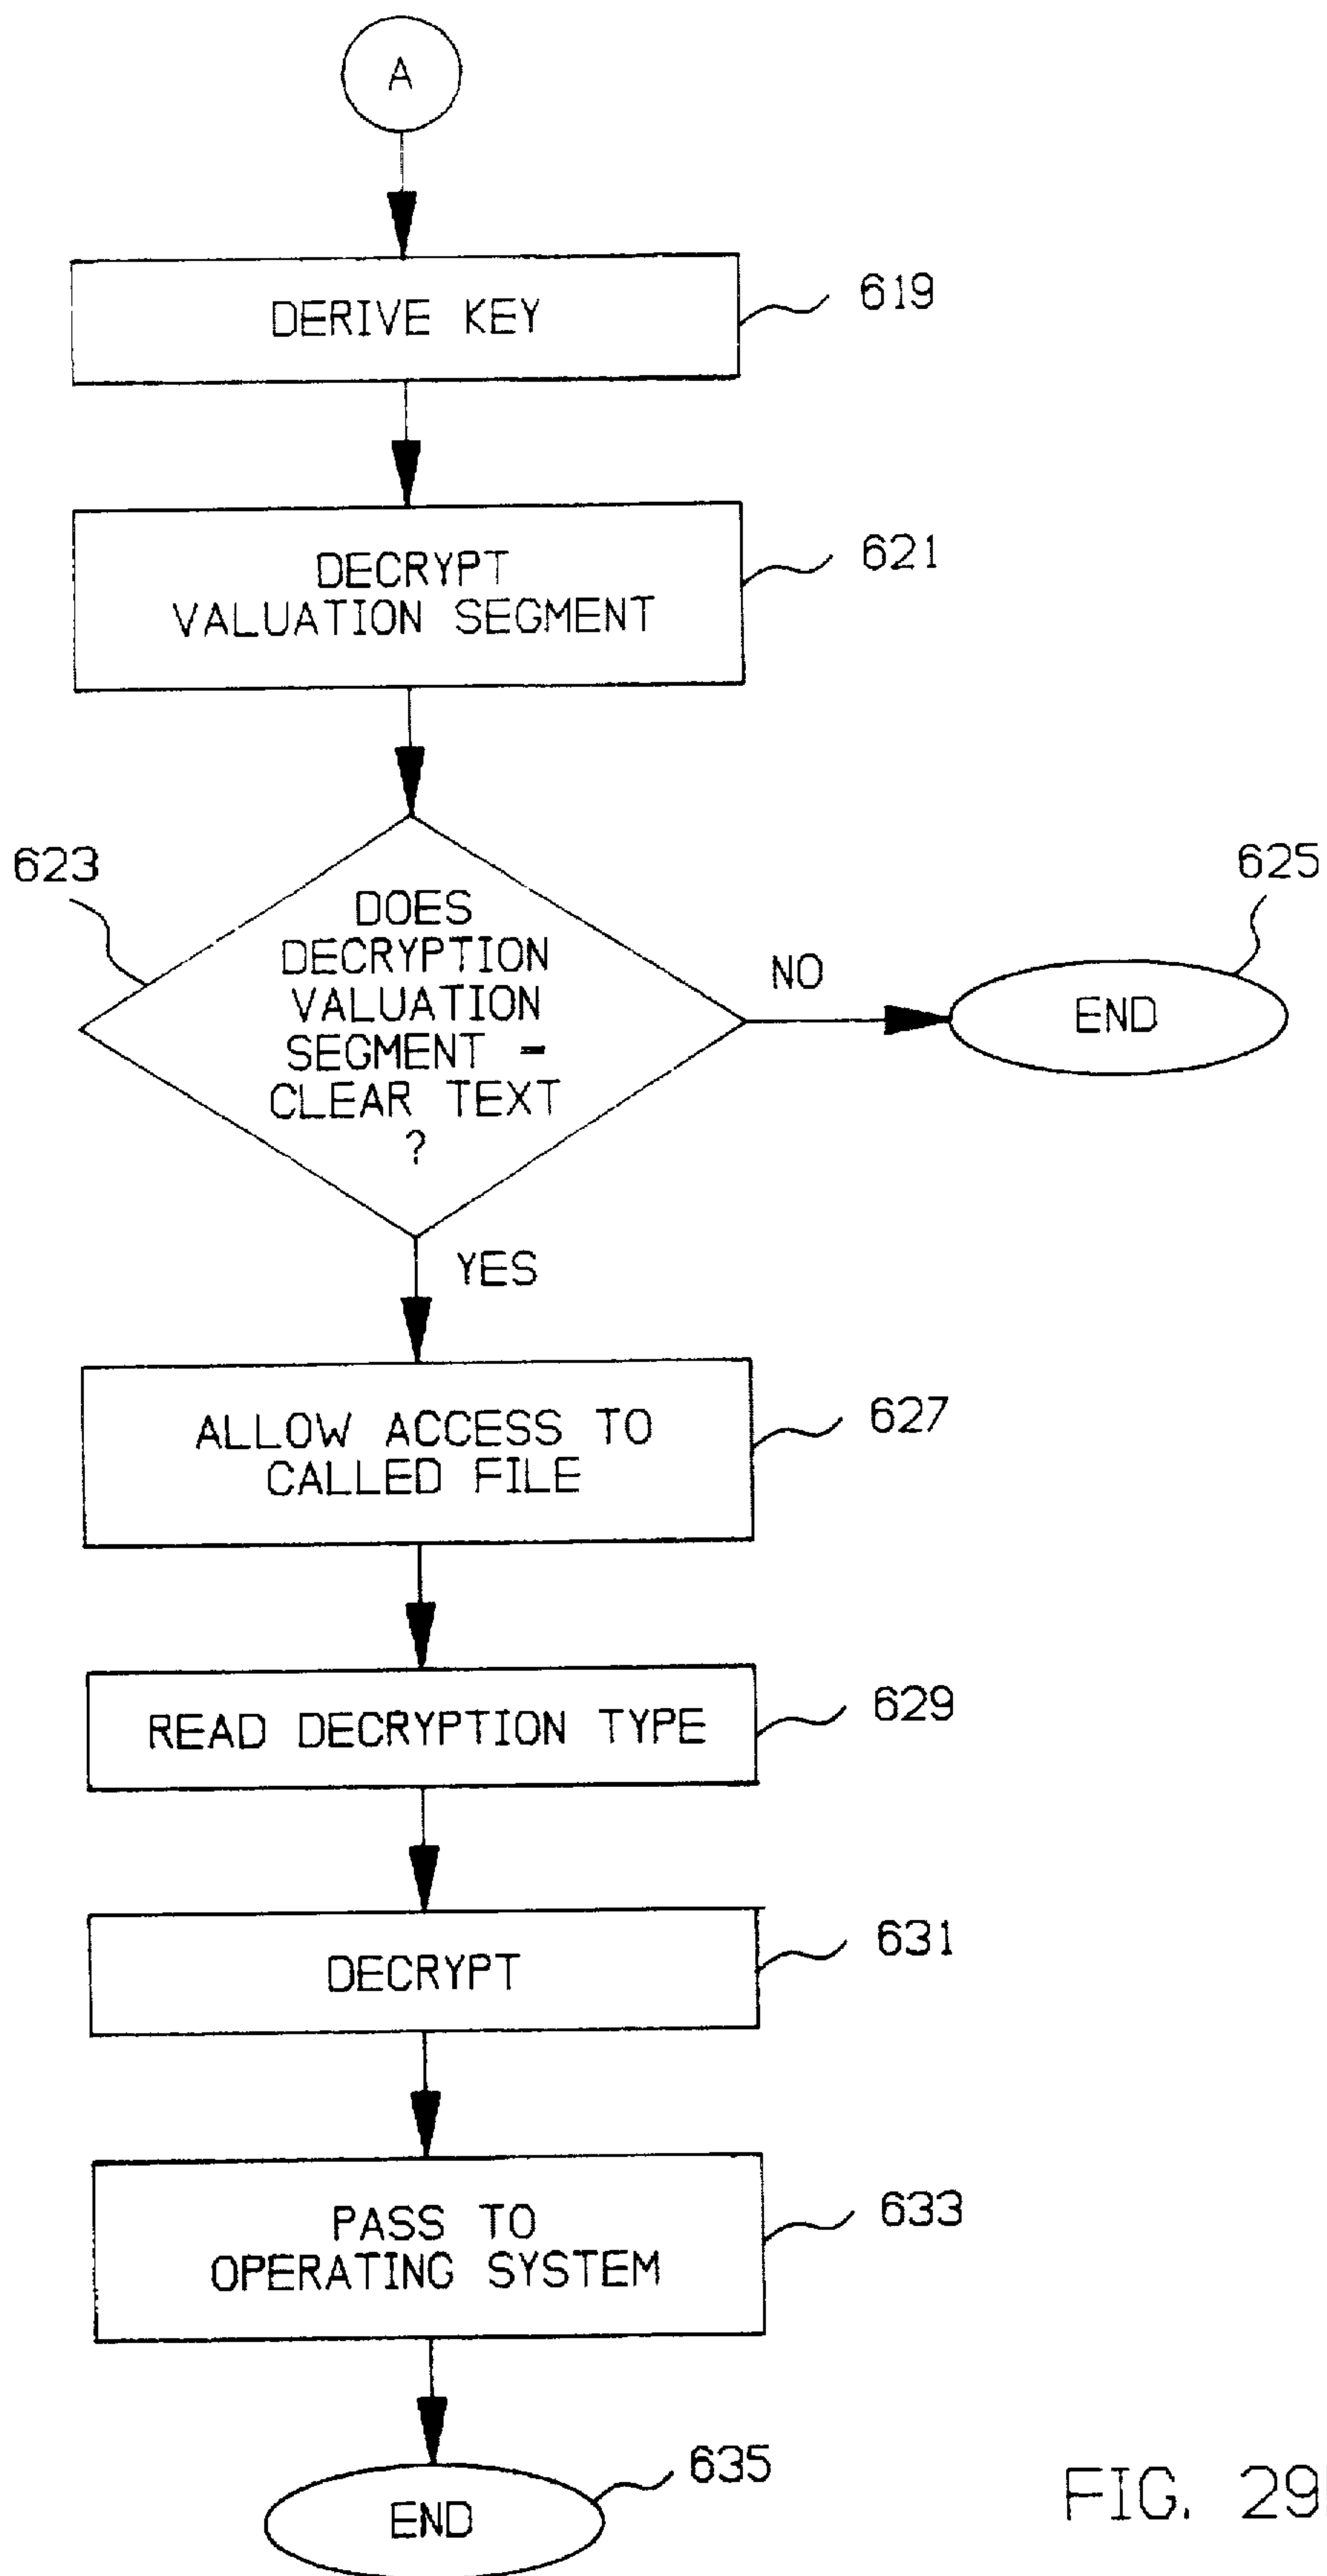 A
DERIVE KEY
619
DECRYPT
VALUATION SEGMENT
621
623
DOES
DECRYPTION
VALUATION
SEGMENT =
CLEAR TEXT
?
NO
625
END
YES
ALLOW ACCESS TO
CALLED FILE
627
READ DECRYPTION TYPE
629
DECRYPT
631
PASS TO
OPERATING SYSTEM
633
635
END
FIG. 29